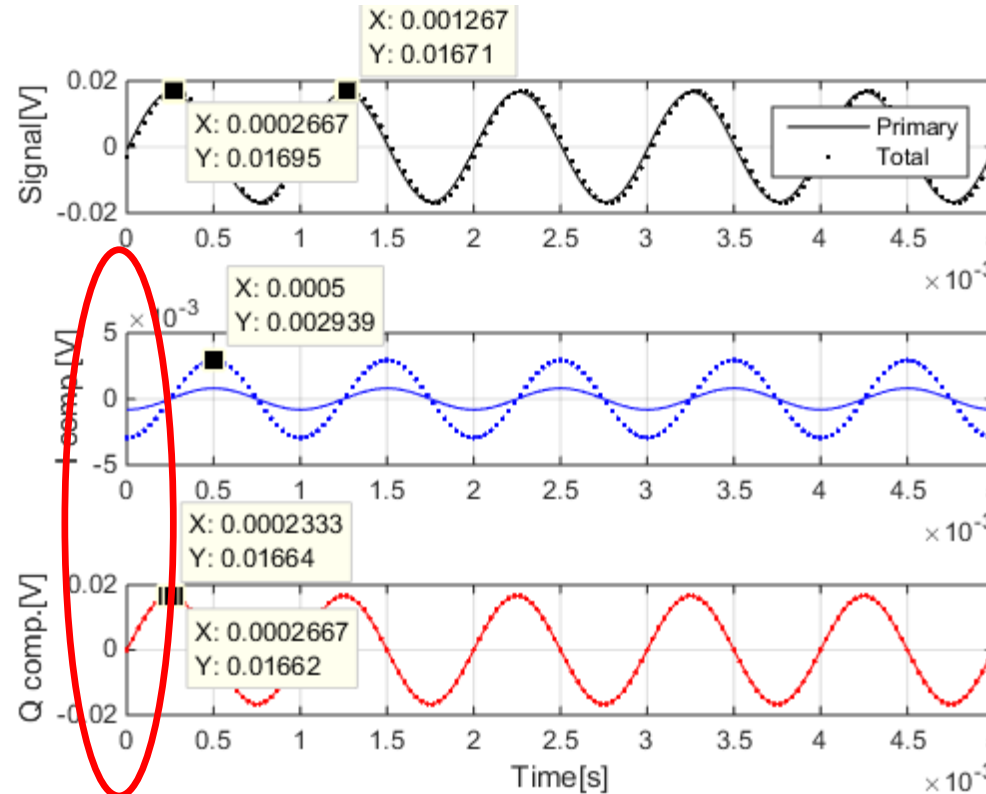 X: 0.001267
Y: 0.01671
Signal[V]
0.02
0
-0.02
X: 0.0002667
Y: 0.01695
Primary
Total
0 0.5 1 1.5 2 2.5 3 3.5 4 4.5
× 10-3
X: 0.0005
Y: 0.002939
× 10-3
comp.[V]
5
0
-5
0 0.5 1 1.5 2 2.5 3 3.5 4 4.5
× 10-3
X: 0.0002333
Y: 0.01664
Q comp.[V]
0.02
0
-0.02
X: 0.0002667
Y: 0.01662
0 0.5 1 1.5 2 2.5 3 3.5 4 4.5
Time[s]
× 10-3